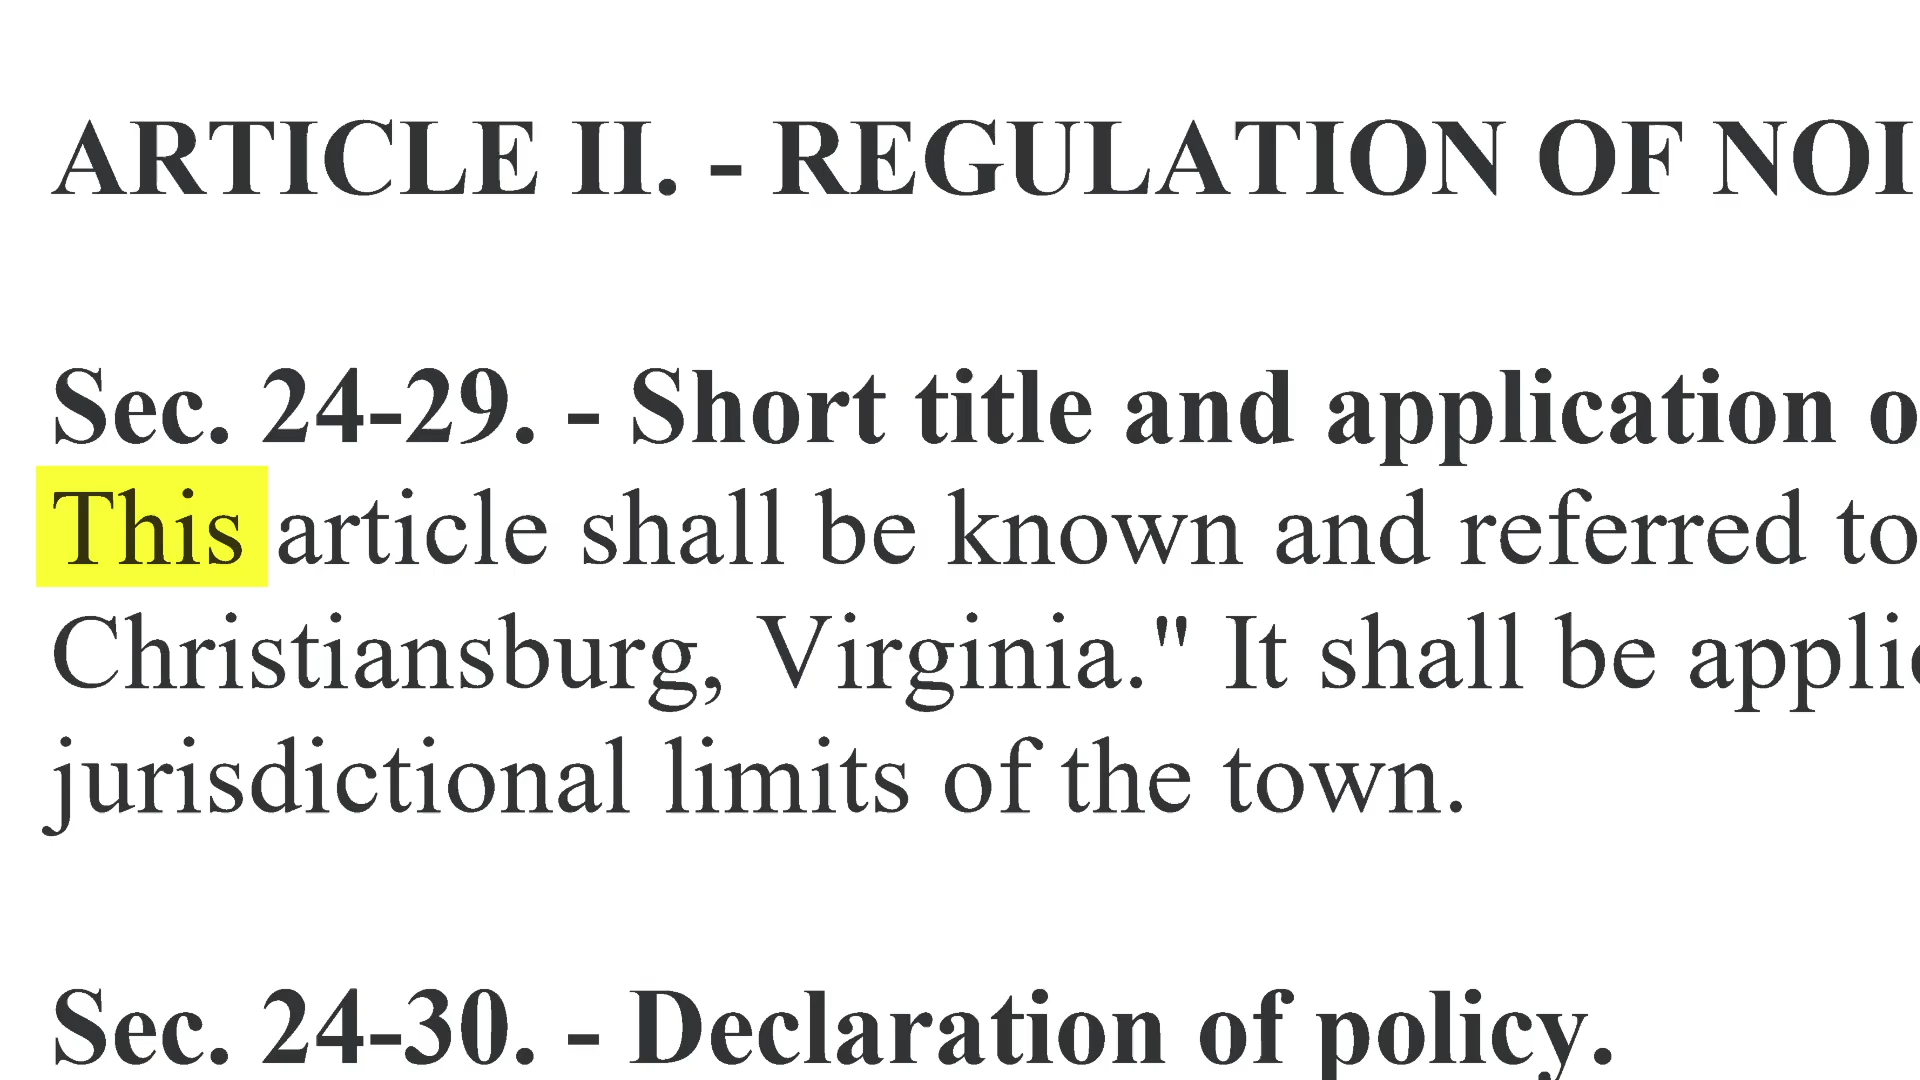 ARTICLE II. - REGULATION OF NOI
Sec. 24-29. - Short title and application o
This article shall be known and referred to
Christiansburg, Virginia." It shall be applic
jurisdictional limits of the town.
Sec. 24-30. - Declaration of policy.